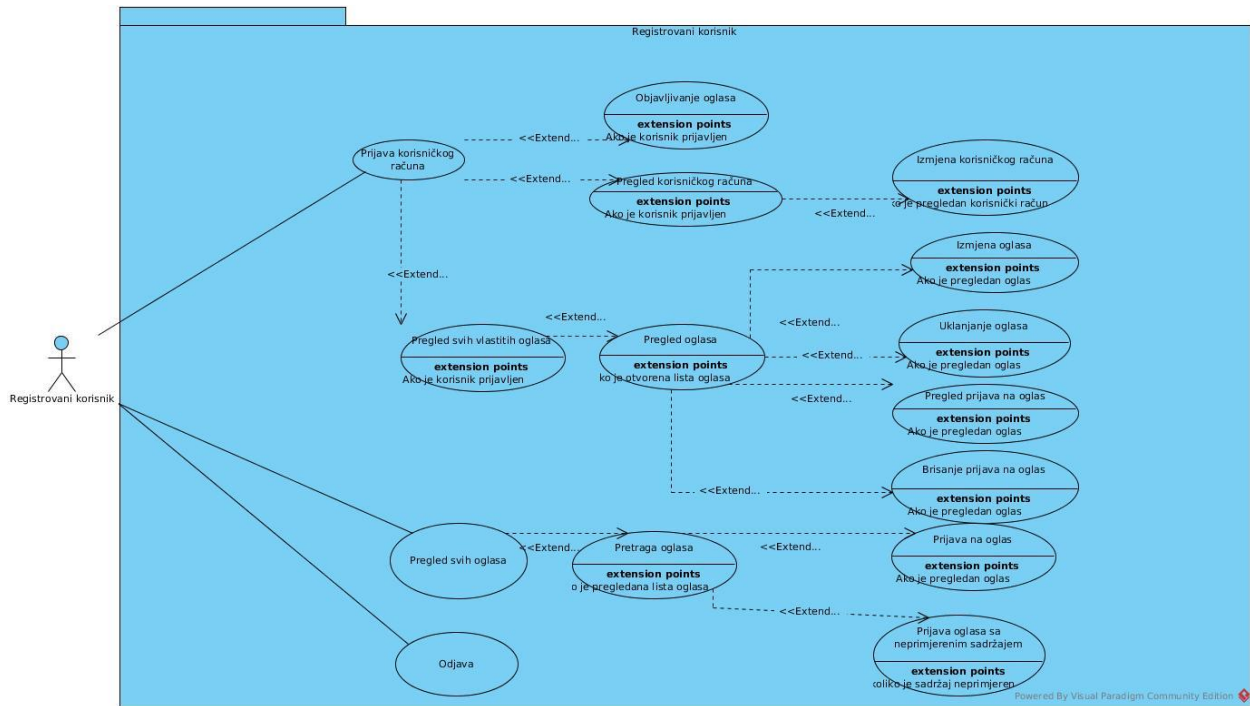 Registrovani korisnik
Objavljivanje oglasa
extension points
Ako je korisnik prijavljen
<<Extend...
Prijava korisničkog
računa
<<Extend...
Pregled korisničkog računa
extension points
Ako je korisnik prijavljen
<<Extend...
Izmjena korisničkog računa
extension points
ko je pregledan korisnički račun
<<Extend...
Izmjena oglasa
extension points
Ako je pregledan oglas
Pregled svih vlastitih oglasa
extension points
Ako je korisnik prijavljen
<<Extend...
Pregled oglasa
extension points
ko je otvorena lista oglasa
<<Extend...
<<Extend...
Uklanjanje oglasa
extension points
Ako je pregledan oglas
<<Extend...
Pregled prijava na oglas
extension points
Ako je pregledan oglas
Registrovani korisnik
<<Extend...
Brisanje prijava na oglas
extension points
Ako je pregledan oglas
Pregled svih oglasa
<<Extend...
Pretraga oglasa
extension points
o je pregledana lista oglasa
<<Extend...
Prijava na oglas
extension points
Ako je pregledan oglas
<<Extend...
Prijava oglasa sa
neprimjerenim sadržajem
extension points
koliko je sadržaj neprimjeren
Odjava
Powered By Visual Paradigm Community Edition